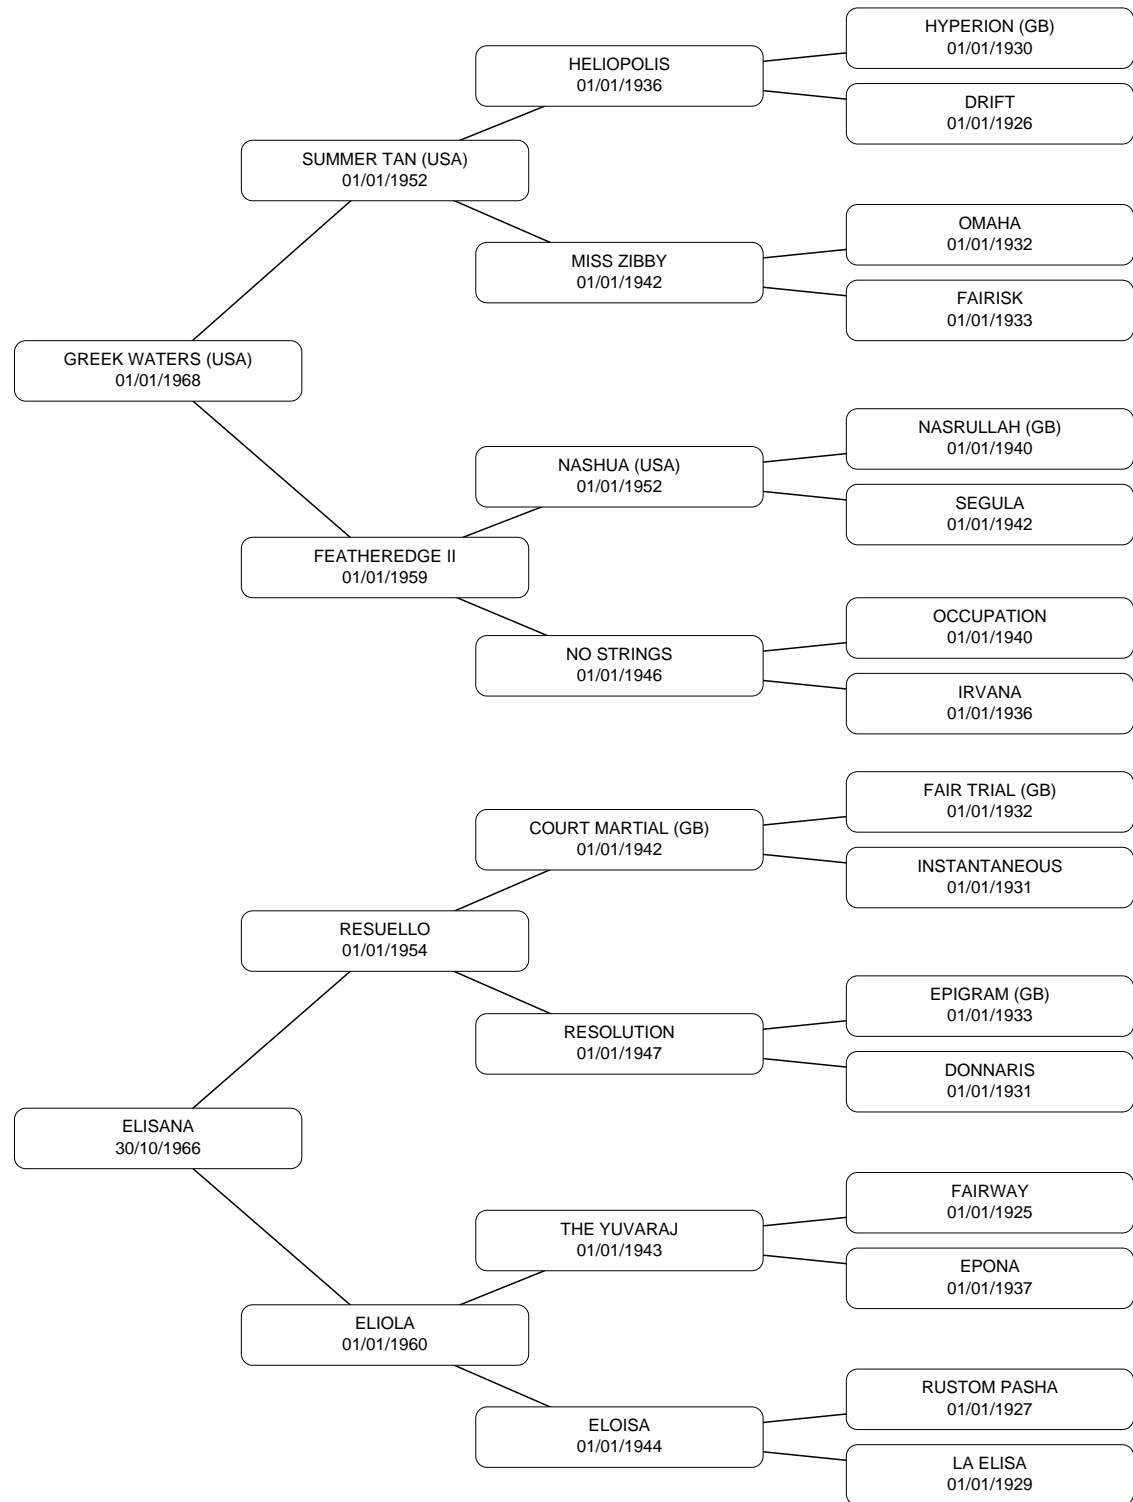 HYPERION (GB)
01/01/1930
HELIOPOLIS
01/01/1936
DRIFT
01/01/1926
SUMMER TAN (USA)
01/01/1952
OMAHA
01/01/1932
MISS ZIBBY
01/01/1942
FAIRISK
01/01/1933
GREEK WATERS (USA)
01/01/1968
NASRULLAH (GB)
01/01/1940
NASHUA (USA)
01/01/1952
SEGULA
01/01/1942
FEATHEREDGE II
01/01/1959
OCCUPATION
01/01/1940
NO STRINGS
01/01/1946
IRVANA
01/01/1936
FAIR TRIAL (GB)
01/01/1932
COURT MARTIAL (GB)
01/01/1942
INSTANTANEOUS
01/01/1931
RESUELLO
01/01/1954
EPIGRAM (GB)
01/01/1933
RESOLUTION
01/01/1947
DONNARIS
01/01/1931
ELISANA
30/10/1966
FAIRWAY
01/01/1925
THE YUVARAJ
01/01/1943
EPONA
01/01/1937
ELIOLA
01/01/1960
RUSTOM PASHA
01/01/1927
ELOISA
01/01/1944
LA ELISA
01/01/1929